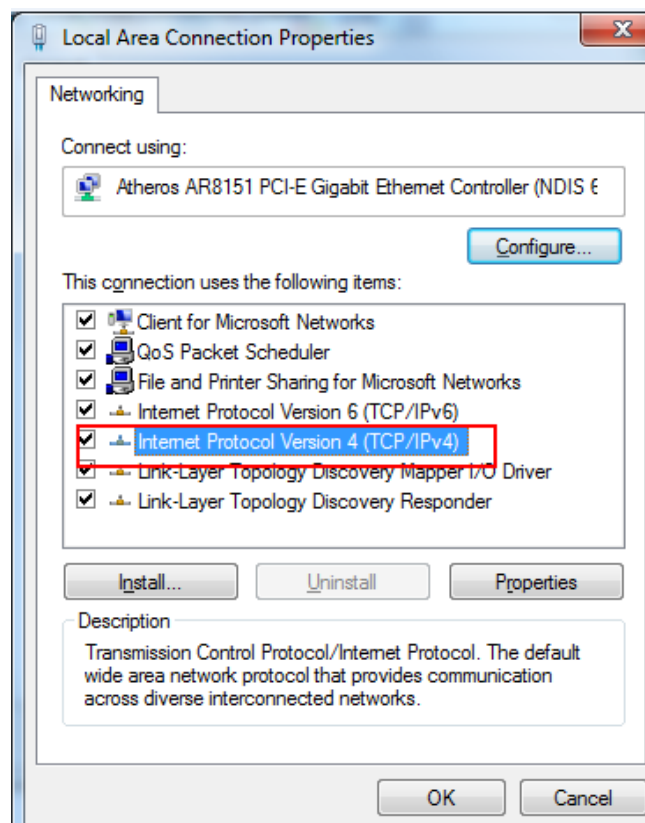 Local Area Connection Properties
X
Networking
Connect using:
Atheros AR8151 PCI-E Gigabit Ethernet Controller (NDIS 6
Configure...
This connection uses the following items:
Client for Microsoft Networks
QoS Packet Scheduler
File and Printer Sharing for Microsoft Networks
Internet Protocol Version 6 (TCP/IPv6)
Internet Protocol Version 4 (TCP/IPv4)
Link-Layer Topology Discovery Mapper I/O Driver
Link-Layer Topology Discovery Responder
Install... Uninstall Properties
Description
Transmission Control Protocol/Internet Protocol. The default
wide area network protocol that provides communication
across diverse interconnected networks.
OK Cancel